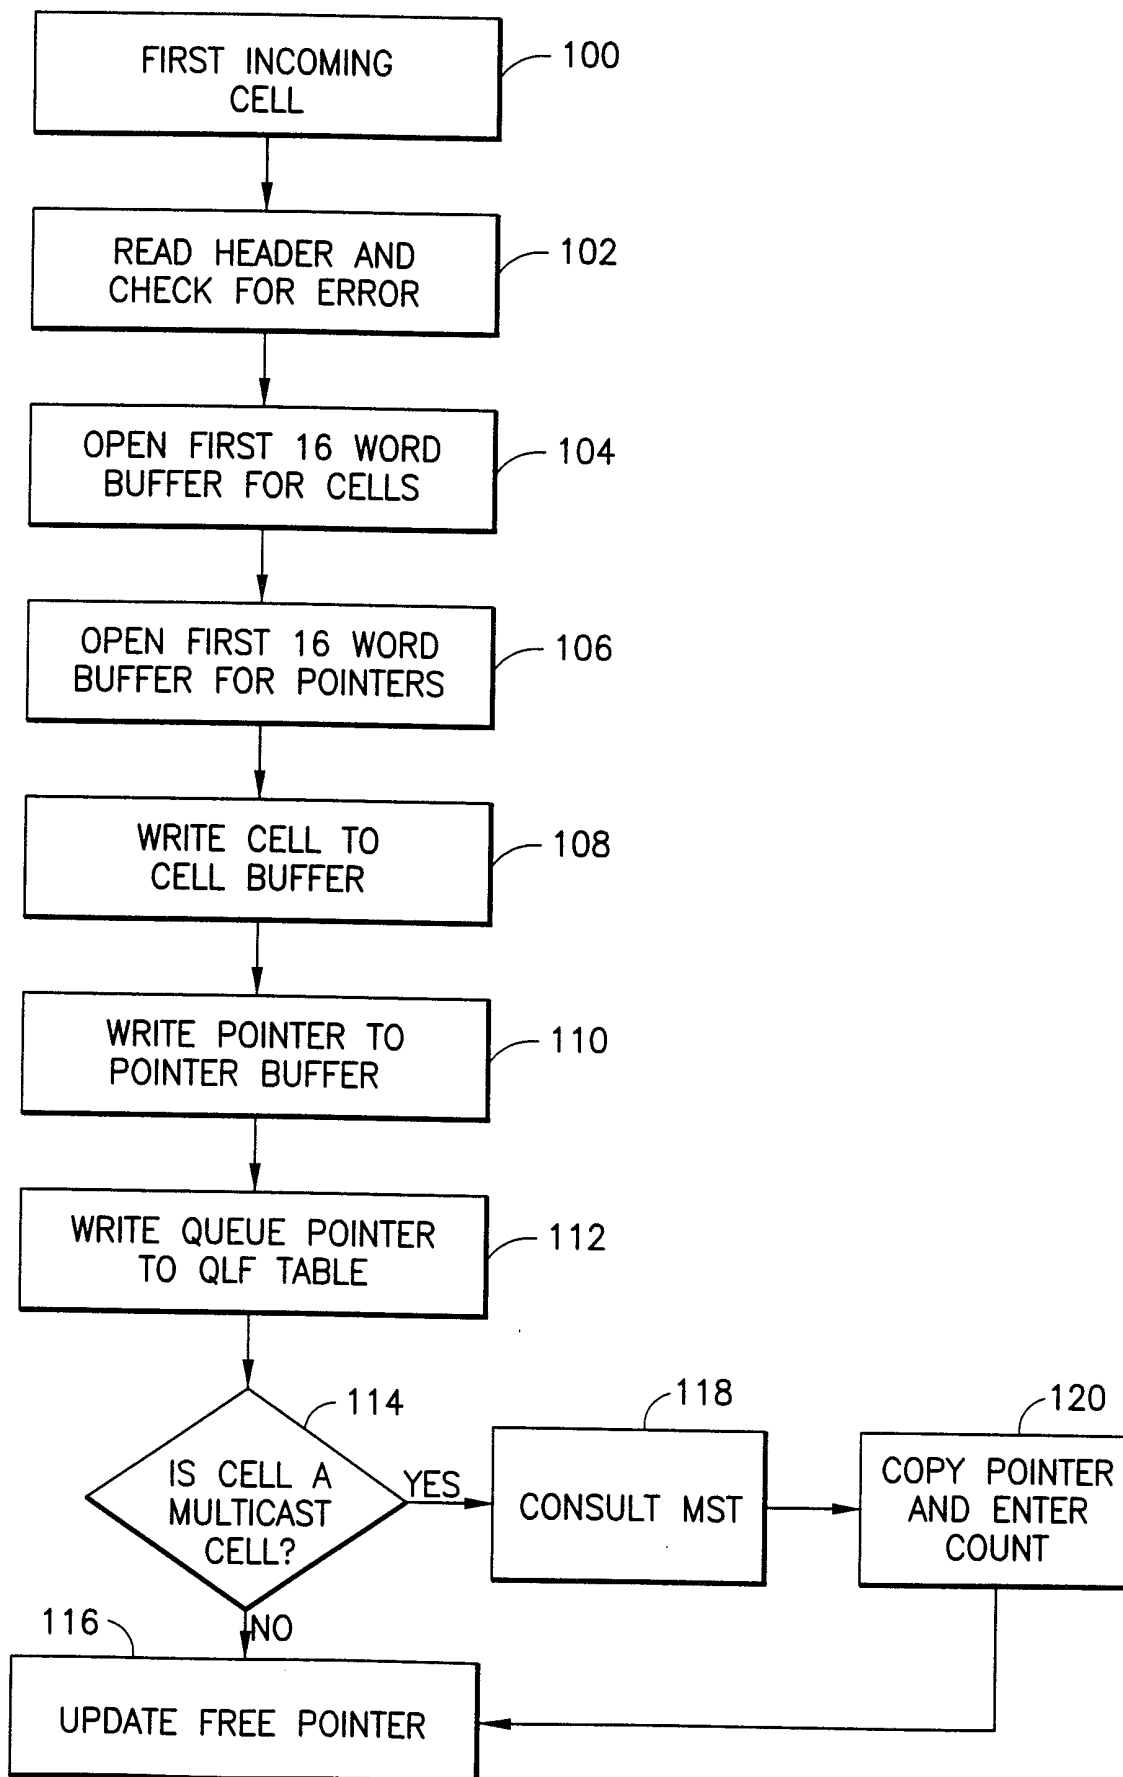 FIRST INCOMING
CELL
100
READ HEADER AND
CHECK FOR ERROR
102
OPEN FIRST 16 WORD
BUFFER FOR CELLS
104
OPEN FIRST 16 WORD
BUFFER FOR POINTERS
106
WRITE CELL TO
CELL BUFFER
108
WRITE POINTER TO
POINTER BUFFER
110
WRITE QUEUE POINTER
TO QLF TABLE
112
114
IS CELL A
MULTICAST
CELL?
YES
118
CONSULT MST
120
COPY POINTER
AND ENTER
COUNT
NO
116
UPDATE FREE POINTER